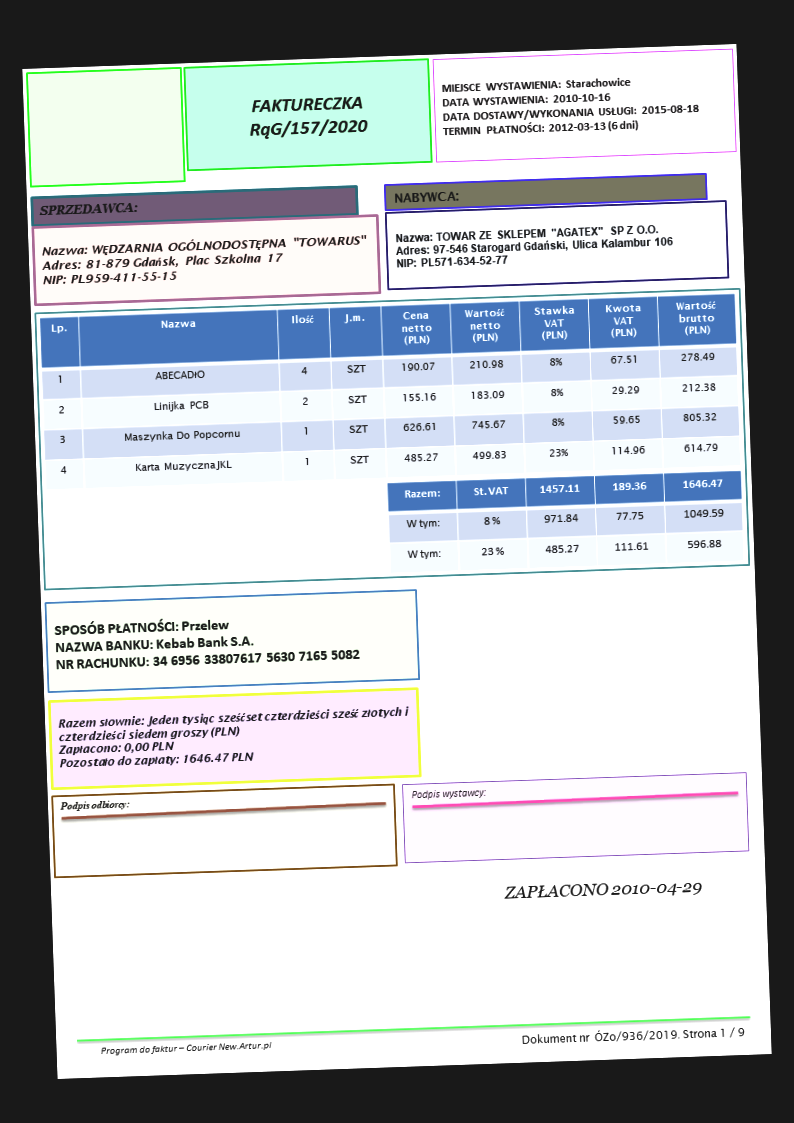 FAKTURECZKA
RąG/157/2020
MIEJSCE WYSTAWIENIA: Starachowice
DATA WYSTAWIENIA: 2010-10-16
DATA DOSTAWY/WYKONANIA USŁUGI: 2015-08-18
TERMIN PŁATNOŚCI: 2012-03-13 (6 dni)
SPRZEDAWCA:
Nazwa: WĘDZARNIA OGÓLNODOSTĘPNA "TOWARUS"
Adres: 81-879 Gdańsk, Plac Szkolna 17
NIP: PL959-411-55-15
NABYWCA:
Nazwa: TOWAR ZE SKLEPEM "AGATEX" SP Z O.O.
Adres: 97-546 Starogard Gdański, Ulica Kalambur 106
NIP: PL571-634-52-77
Lp. Nazwa Ilość J.m. Cena netto (PLN) Wartość netto (PLN) Stawka VAT (PLN) Kwota VAT (PLN) Wartość brutto (PLN)
1 ABECADŁO 4 SZT 190.07 210.98 8% 67.51 278.49
2 Linijka PCB 2 SZT 155.16 183.09 8% 29.29 212.38
3 Maszynka Do Popcornu 1 SZT 626.61 745.67 8% 59.65 805.32
4 Karta Muzyczna JKL 1 SZT 485.27 499.83 23% 114.96 614.79
Razem: St.VAT 1457.11 189.36 1646.47
W tym: 8% 971.84 77.75 1049.59
W tym: 23% 485.27 111.61 596.88
SPOSÓB PŁATNOŚCI: Przelew
NAZWA BANKU: Kebab Bank S.A.
NR RACHUNKU: 34 6956 33807617 5630 7165 5082
Razem słownie: Jeden tysiąc sześćset czterdzieści sześć złotych i
czterdzieści siedem groszy (PLN)
Zapłacono: 0,00 PLN
Pozostało do zapłaty: 1646.47 PLN
Podpis odbiorcy:
Podpis wystawcy:
ZAPŁACONO 2010-04-29
Program do faktur – Courier New.Artur.pl
Dokument nr ÓZo/936/2019. Strona 1 / 9